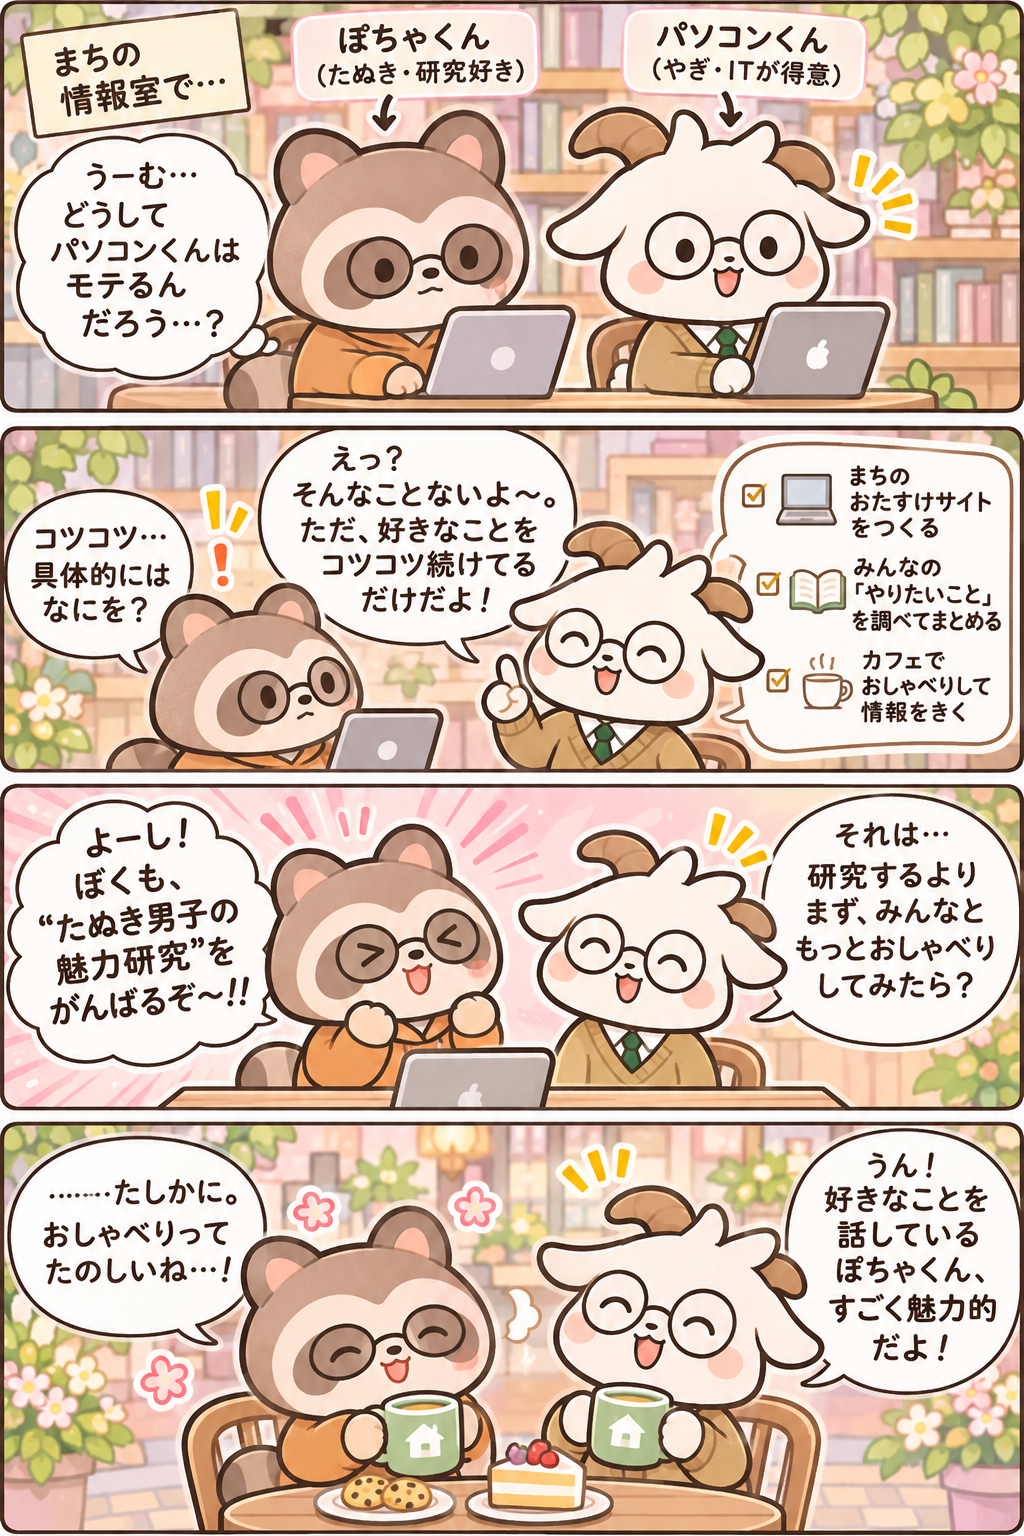 まちの
情報室で…
ぽちゃくん
(たぬき・研究好き)
パソコンくん
(やぎ・ITが得意)
うーむ…
どうして
パソコンくんは
モテるん
だろう…?
えっ?
そんなことないよ〜。
ただ、好きなことを
コツコツ続けてる
だけだよ!
コツコツ…
具体的には
なにを?
まちの
おたすけサイト
をつくる
みんなの
「やりたいこと」
を調べてまとめる
カフェで
おしゃべりして
情報をきく
よーし!
ぼくも、
“たぬき男子の
魅力研究”を
がんばるぞ〜!!
それは…
研究するより
まず、みんなと
もっとおしゃべり
してみたら?
………たしかに。
おしゃべりって
たのしいね…!
うん!
好きなことを
話している
ぽちゃくん、
すごく魅力的
だよ!